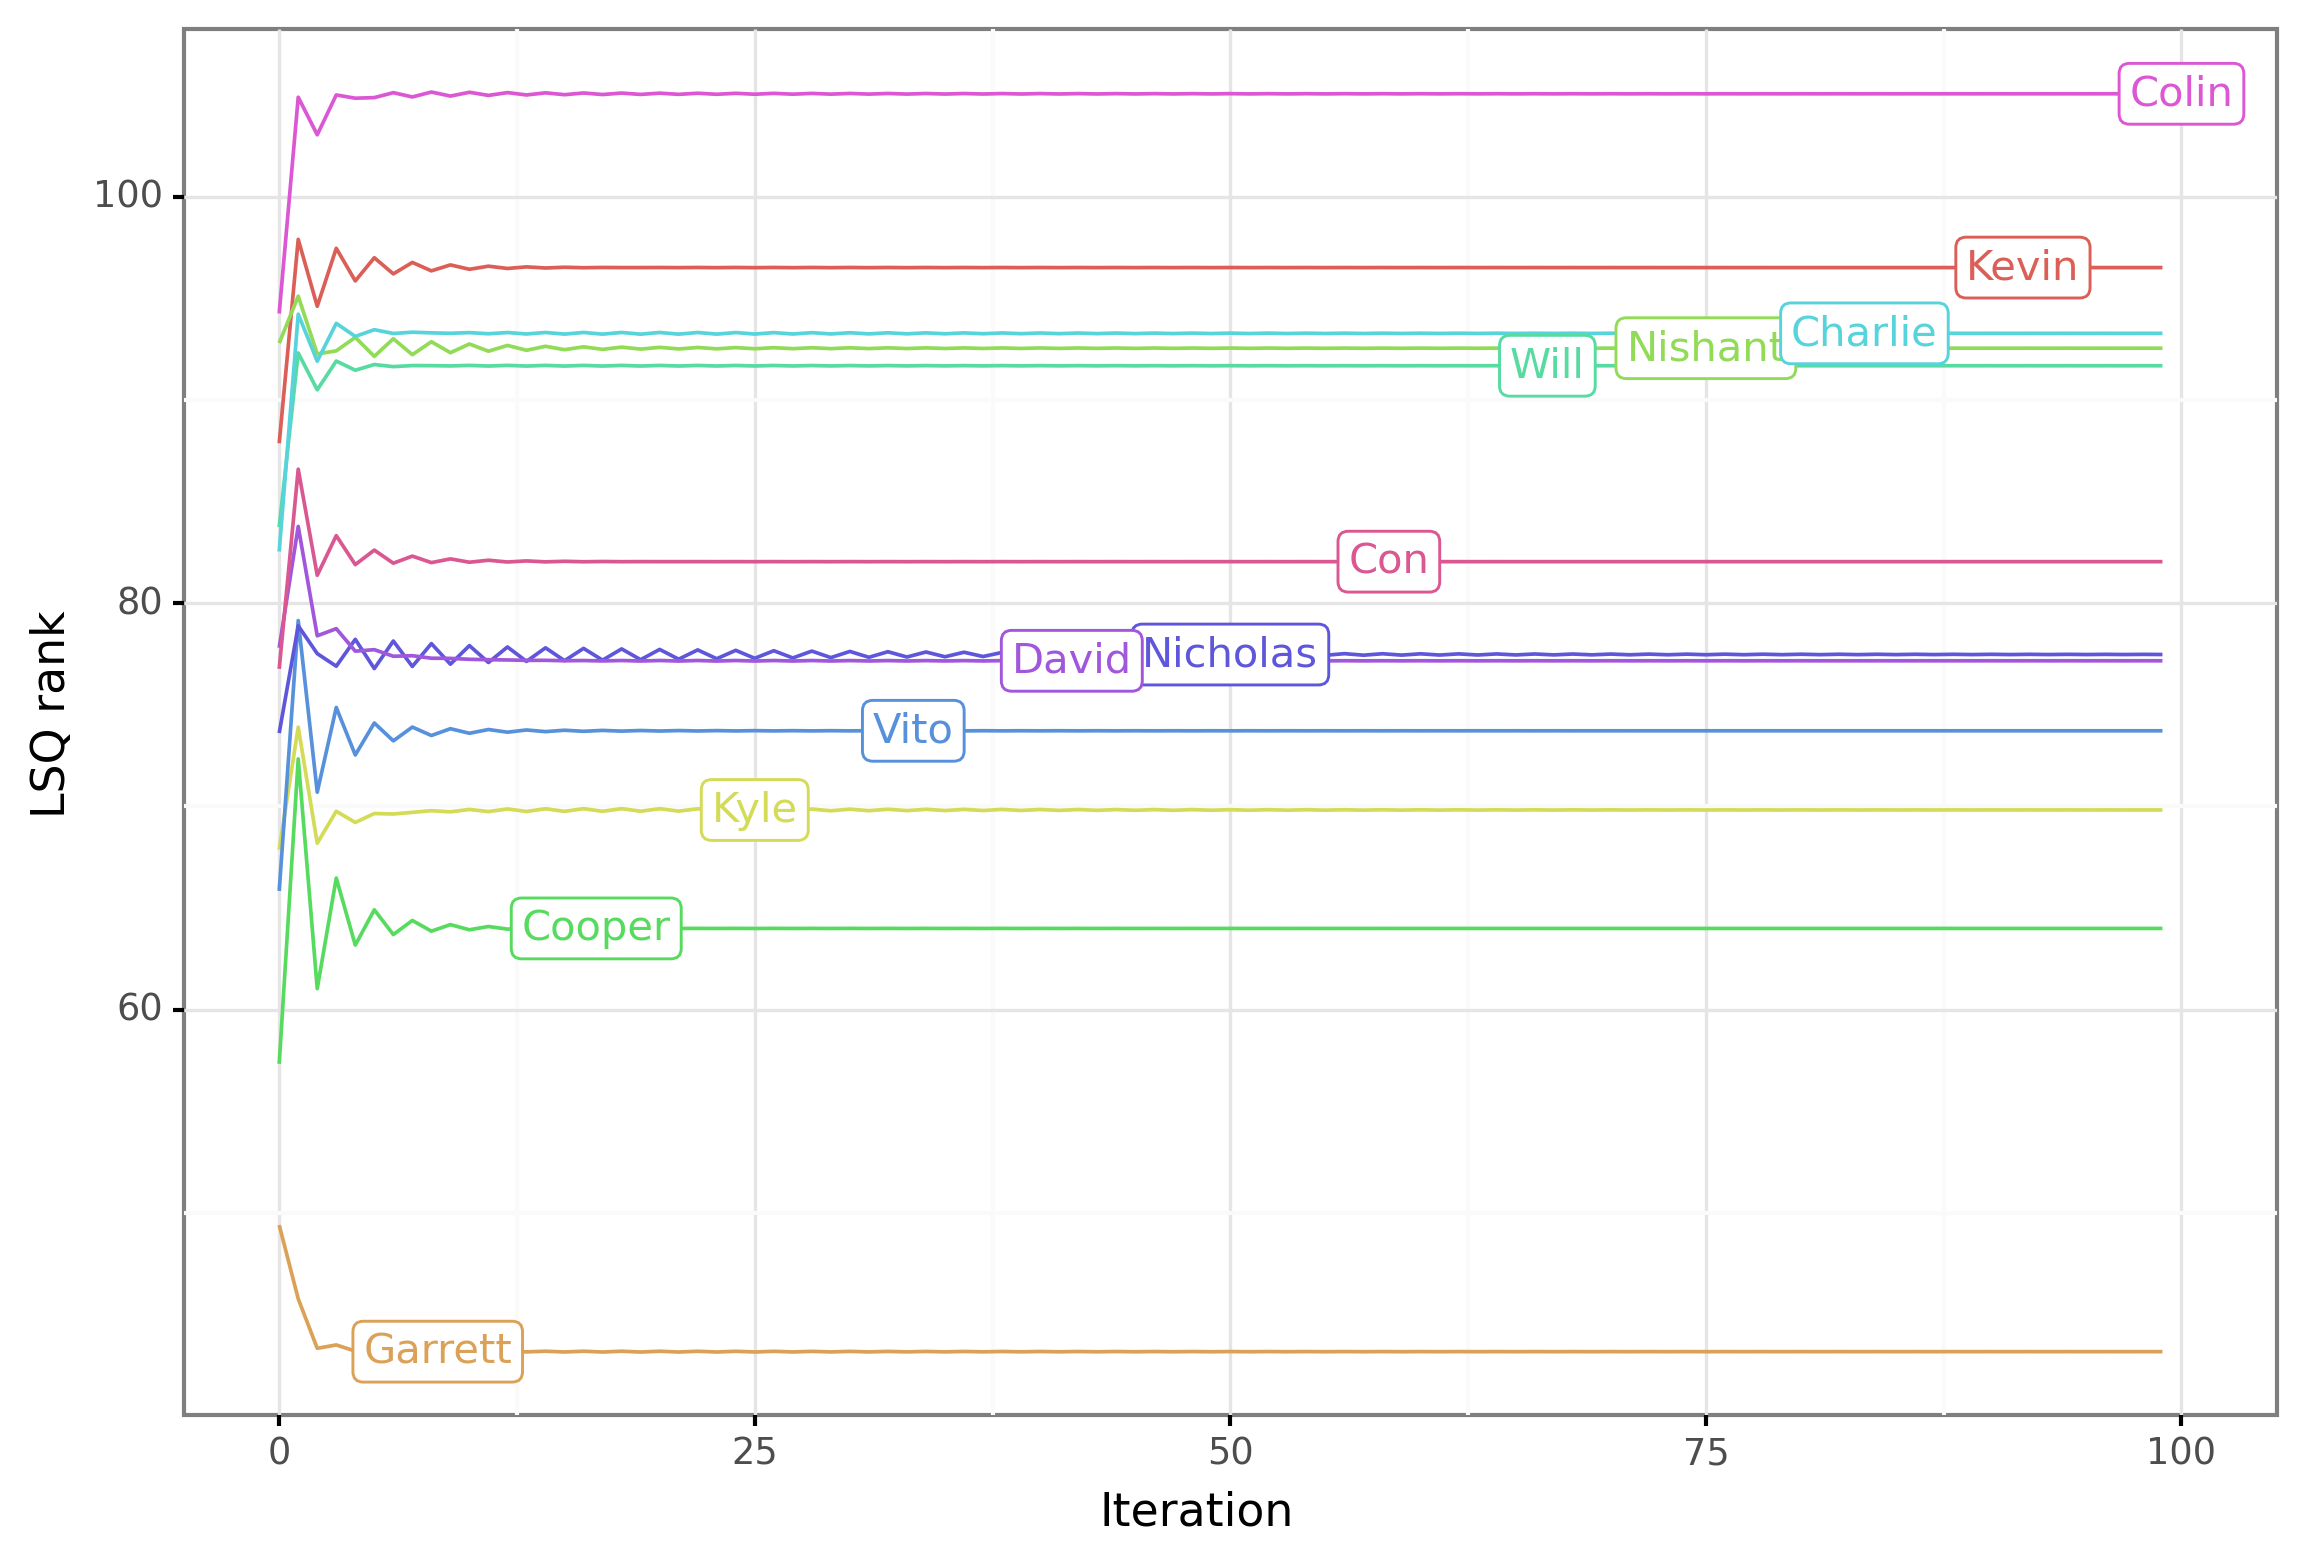 Colin
100
Kevin
Charlie
Nishant
Will
Con
80
Nicholas
David
LSQ rank
Vito
Kyle
Cooper
60
Garrett
0 25 50 75 100
Iteration